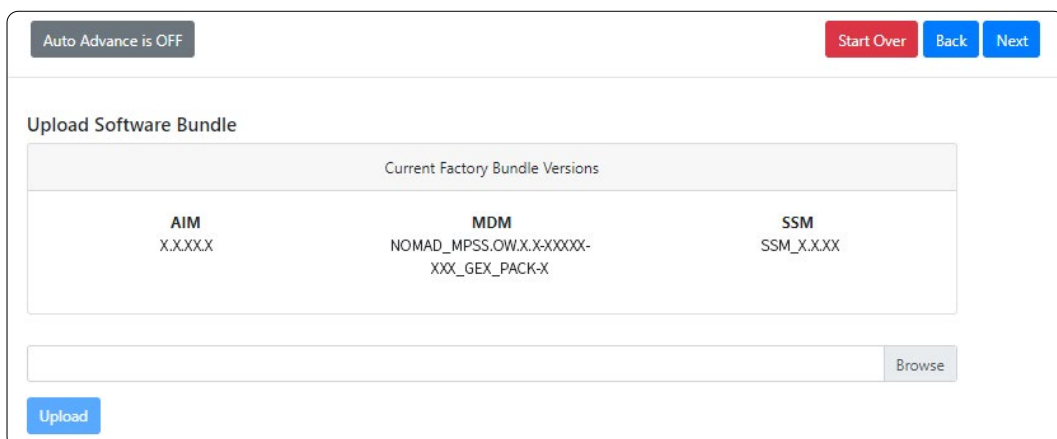 Auto Advance is OFF
Start Over
Back
Next
Upload Software Bundle
Current Factory Bundle Versions
AIM
X.X.XX.X
MDM
NOMAD_MPSS.OW.X.X-XXXXX-
XXX_GEX_PACK-X
SSM
SSM_X.X.XX
Browse
Upload